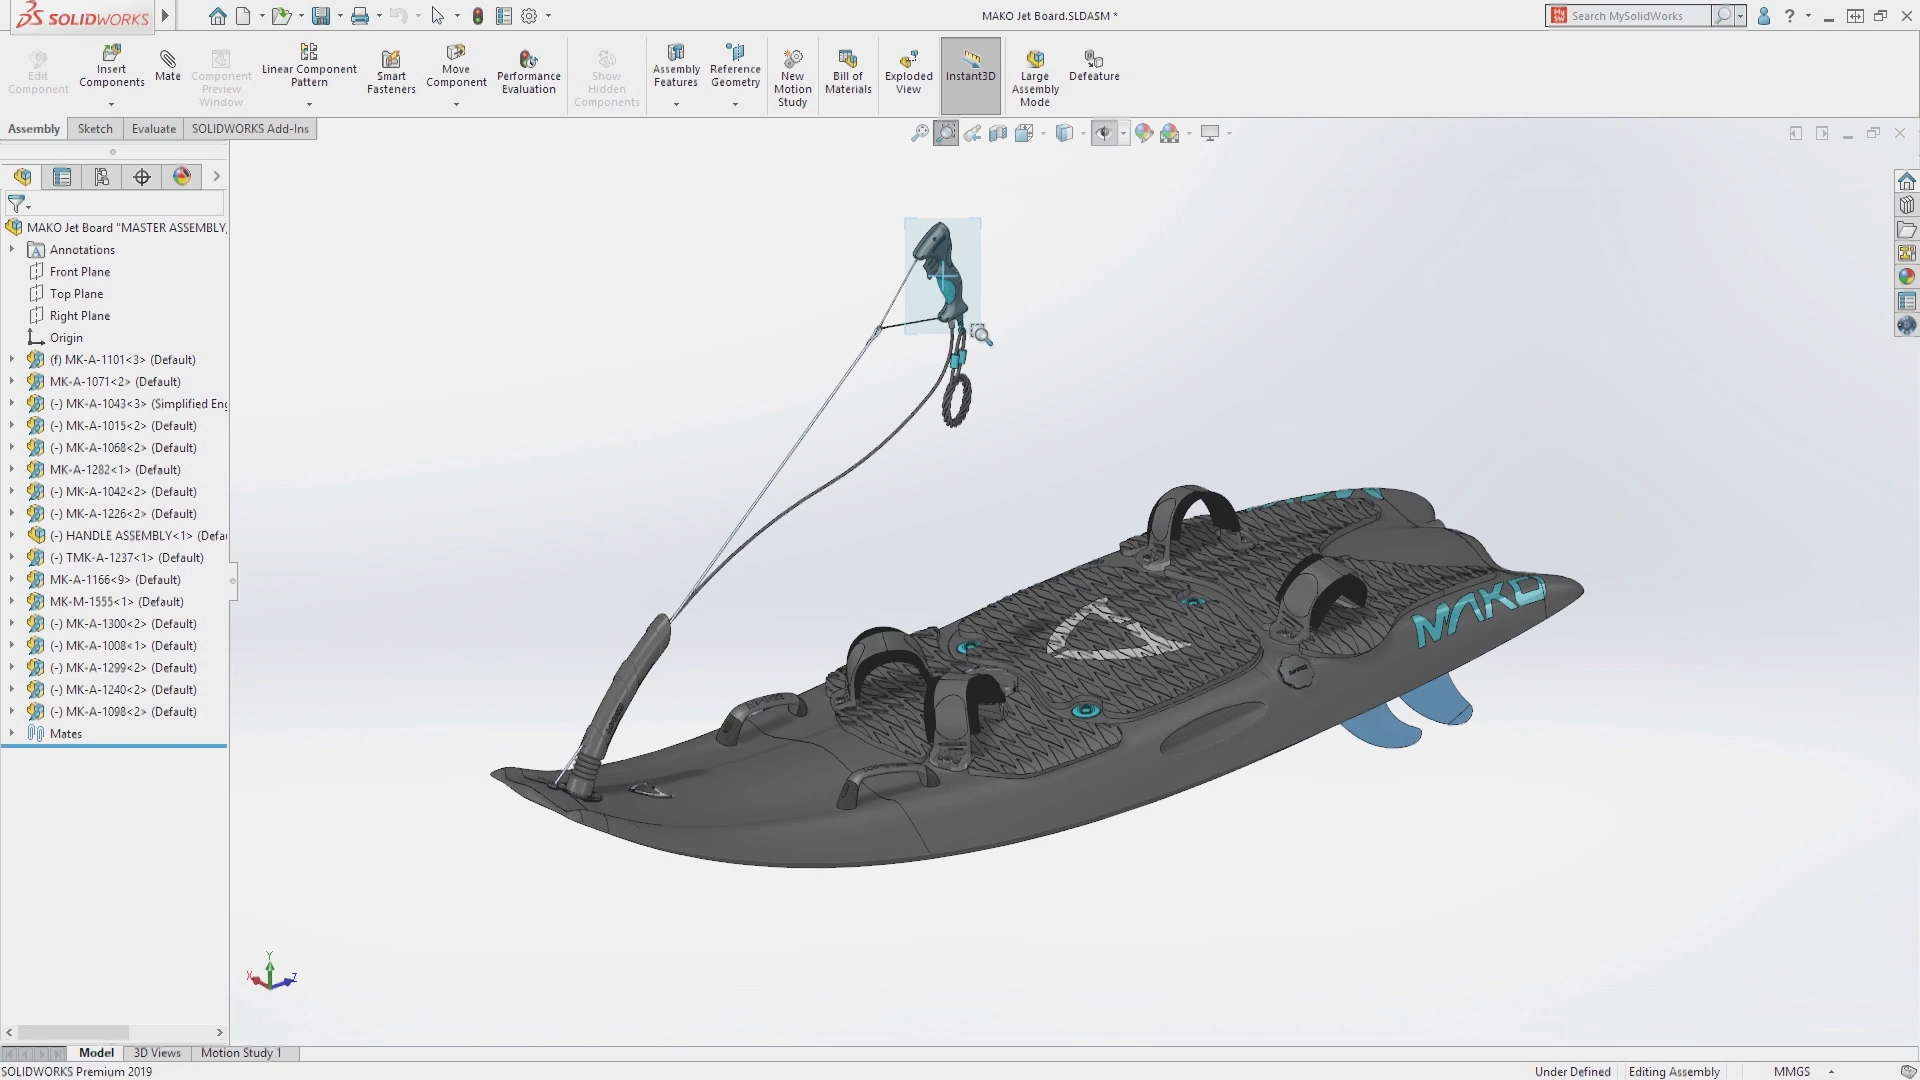 SOLIDWORKS
MAKO Jet Board.SLDASM *
Search MySolidWorks
Edit Component
Insert Components
Mate
Component Preview Window
Linear Component Pattern
Smart Fasteners
Move Component
Performance Evaluation
Show Hidden Components
Assembly Features
Reference Geometry
New Motion Study
Bill of Materials
Exploded View
Instant3D
Large Assembly Mode
Defeature
Assembly
Sketch
Evaluate
SOLIDWORKS Add-Ins
MAKO Jet Board "MASTER ASSEMBLY,
Annotations
Front Plane
Top Plane
Right Plane
Origin
(f) MK-A-1101<3> (Default)
MK-A-1071<2> (Default)
(-) MK-A-1043<3> (Simplified Eng
(-) MK-A-1015<2> (Default)
(-) MK-A-1068<2> (Default)
MK-A-1282<1> (Default)
(-) MK-A-1042<2> (Default)
(-) MK-A-1226<2> (Default)
(-) HANDLE ASSEMBLY<1> (Defau
(-) TMK-A-1237<1> (Default)
MK-A-1166<9> (Default)
MK-M-1555<1> (Default)
(-) MK-A-1300<2> (Default)
(-) MK-A-1008<1> (Default)
(-) MK-A-1299<2> (Default)
(-) MK-A-1240<2> (Default)
(-) MK-A-1098<2> (Default)
Mates
MAKO
Y
X
Z
Model
3D Views
Motion Study 1
SOLIDWORKS Premium 2019
Under Defined
Editing Assembly
MMGS